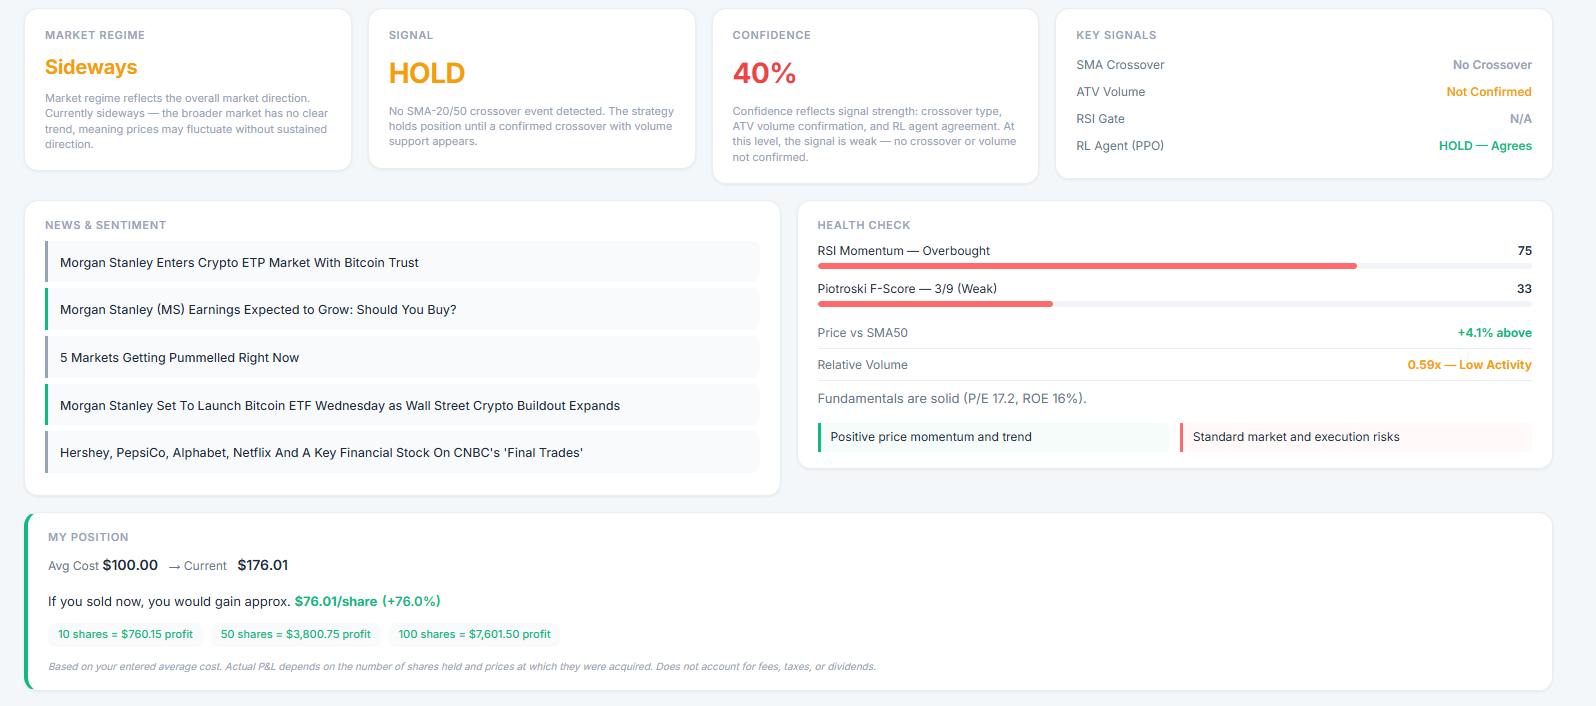 MARKET REGIME
Sideways
Market regime reflects the overall market direction.
Currently sideways — the broader market has no clear
trend, meaning prices may fluctuate without sustained
direction.
SIGNAL
HOLD
No SMA-20/50 crossover event detected. The strategy
holds position until a confirmed crossover with volume
support appears.
CONFIDENCE
40%
Confidence reflects signal strength: crossover type,
ATV volume confirmation, and RL agent agreement. At
this level, the signal is weak — no crossover or volume
not confirmed.
KEY SIGNALS
SMA Crossover No Crossover
ATV Volume Not Confirmed
RSI Gate N/A
RL Agent (PPO) HOLD — Agrees
NEWS & SENTIMENT
Morgan Stanley Enters Crypto ETP Market With Bitcoin Trust
Morgan Stanley (MS) Earnings Expected to Grow: Should You Buy?
5 Markets Getting Pummelled Right Now
Morgan Stanley Set To Launch Bitcoin ETF Wednesday as Wall Street Crypto Buildout Expands
Hershey, PepsiCo, Alphabet, Netflix And A Key Financial Stock On CNBC's 'Final Trades'
HEALTH CHECK
RSI Momentum — Overbought 75
Piotroski F-Score — 3/9 (Weak) 33
Price vs SMA50 +4.1% above
Relative Volume 0.59x — Low Activity
Fundamentals are solid (P/E 17.2, ROE 16%).
Positive price momentum and trend
Standard market and execution risks
MY POSITION
Avg Cost $100.00 → Current $176.01
If you sold now, you would gain approx. $76.01/share (+76.0%)
10 shares = $760.15 profit 50 shares = $3,800.75 profit 100 shares = $7,601.50 profit
Based on your entered average cost. Actual P&L depends on the number of shares held and prices at which they were acquired. Does not account for fees, taxes, or dividends.